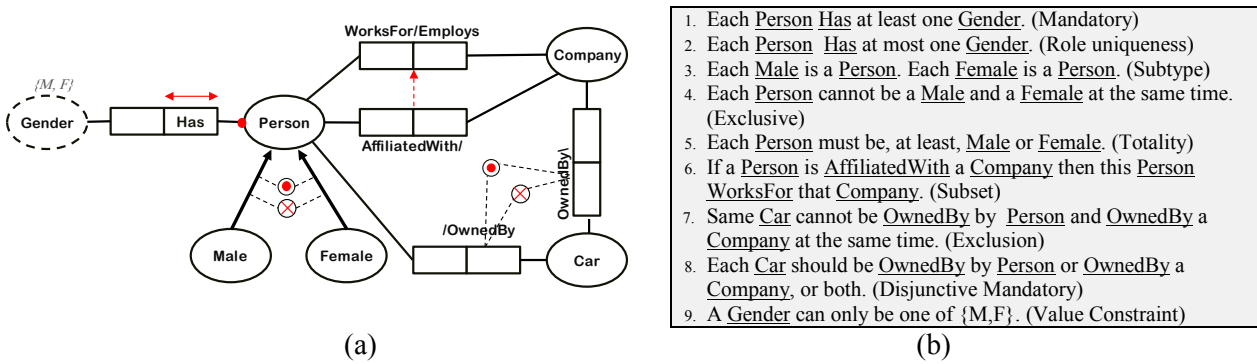 WorksFor/Employs
Company
{M, F}
Gender
Has
Person
AffiliatedWith/
OwnedBy\
/OwnedBy
Male
Female
Car
(a)
1. Each Person Has at least one Gender. (Mandatory)
2. Each Person Has at most one Gender. (Role uniqueness)
3. Each Male is a Person. Each Female is a Person. (Subtype)
4. Each Person cannot be a Male and a Female at the same time.
(Exclusive)
5. Each Person must be, at least, Male or Female. (Totality)
6. If a Person is AffiliatedWith a Company then this Person
WorksFor that Company. (Subset)
7. Same Car cannot be OwnedBy by Person and OwnedBy a
Company at the same time. (Exclusion)
8. Each Car should be OwnedBy by Person or OwnedBy a
Company, or both. (Disjunctive Mandatory)
9. A Gender can only be one of {M,F}. (Value Constraint)
(b)